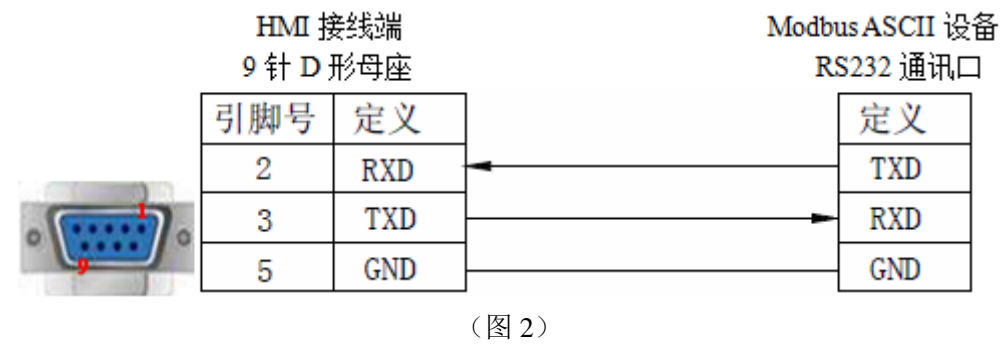 HMI 接线端 Modbus ASCII 设备
9 针 D 形母座 RS232 通讯口
引脚号 定义 定义
2 RXD TXD
1
3 TXD RXD
9
5 GND GND
（图 2）